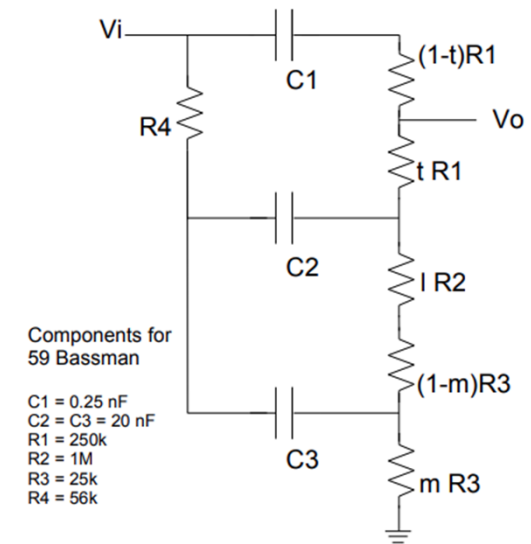 Vi
(1-t)R1
C1
Vo
R4
t R1
C2
l R2
Components for
59 Bassman
(1-m)R3
C1 = 0.25 nF
C2 = C3 = 20 nF
R1 = 250k
R2 = 1M
R3 = 25k
R4 = 56k
C3
m R3